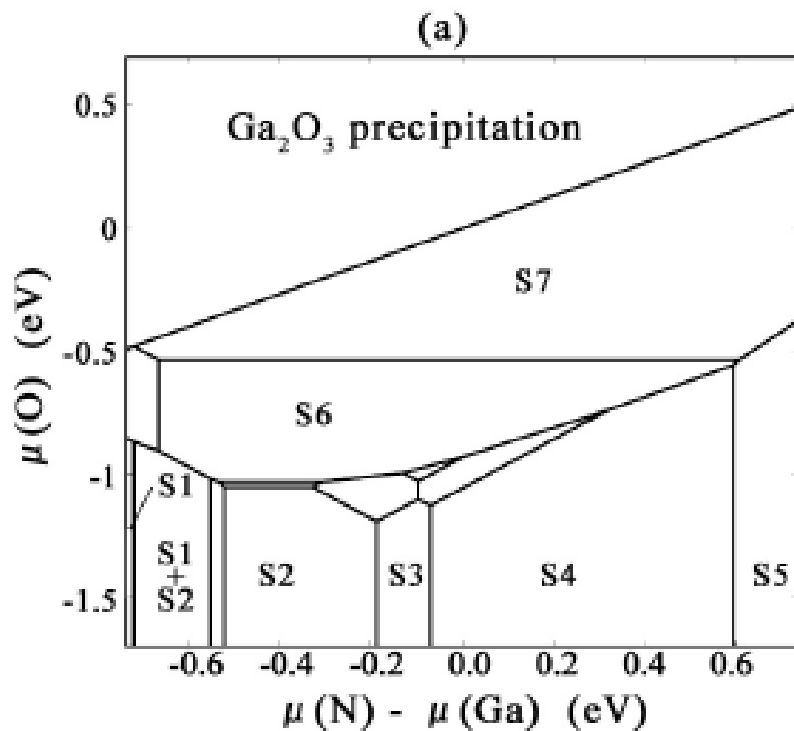 (a)
0.5
0
-0.5
-1
-1.5
μ(O) (eV)
Ga₂O₃ precipitation
S7
S6
S1
S1
+
S2
S2
S3
S4
S5
-0.6
-0.4
-0.2
0.0
0.2
0.4
0.6
μ(N) - μ(Ga) (eV)